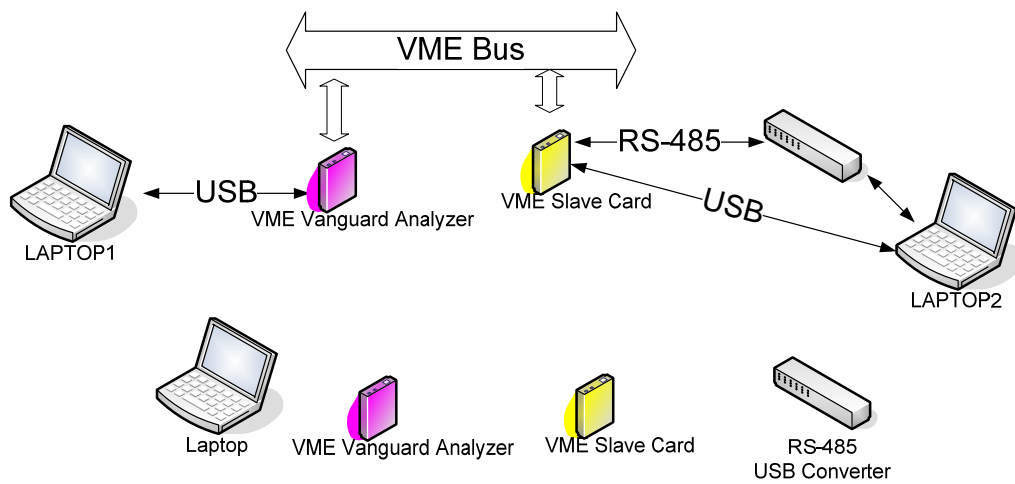 VME Bus
RS-485
USB
VME Vanguard Analyzer
VME Slave Card
USB
LAPTOP1
LAPTOP2
Laptop
VME Vanguard Analyzer
VME Slave Card
RS-485
USB Converter